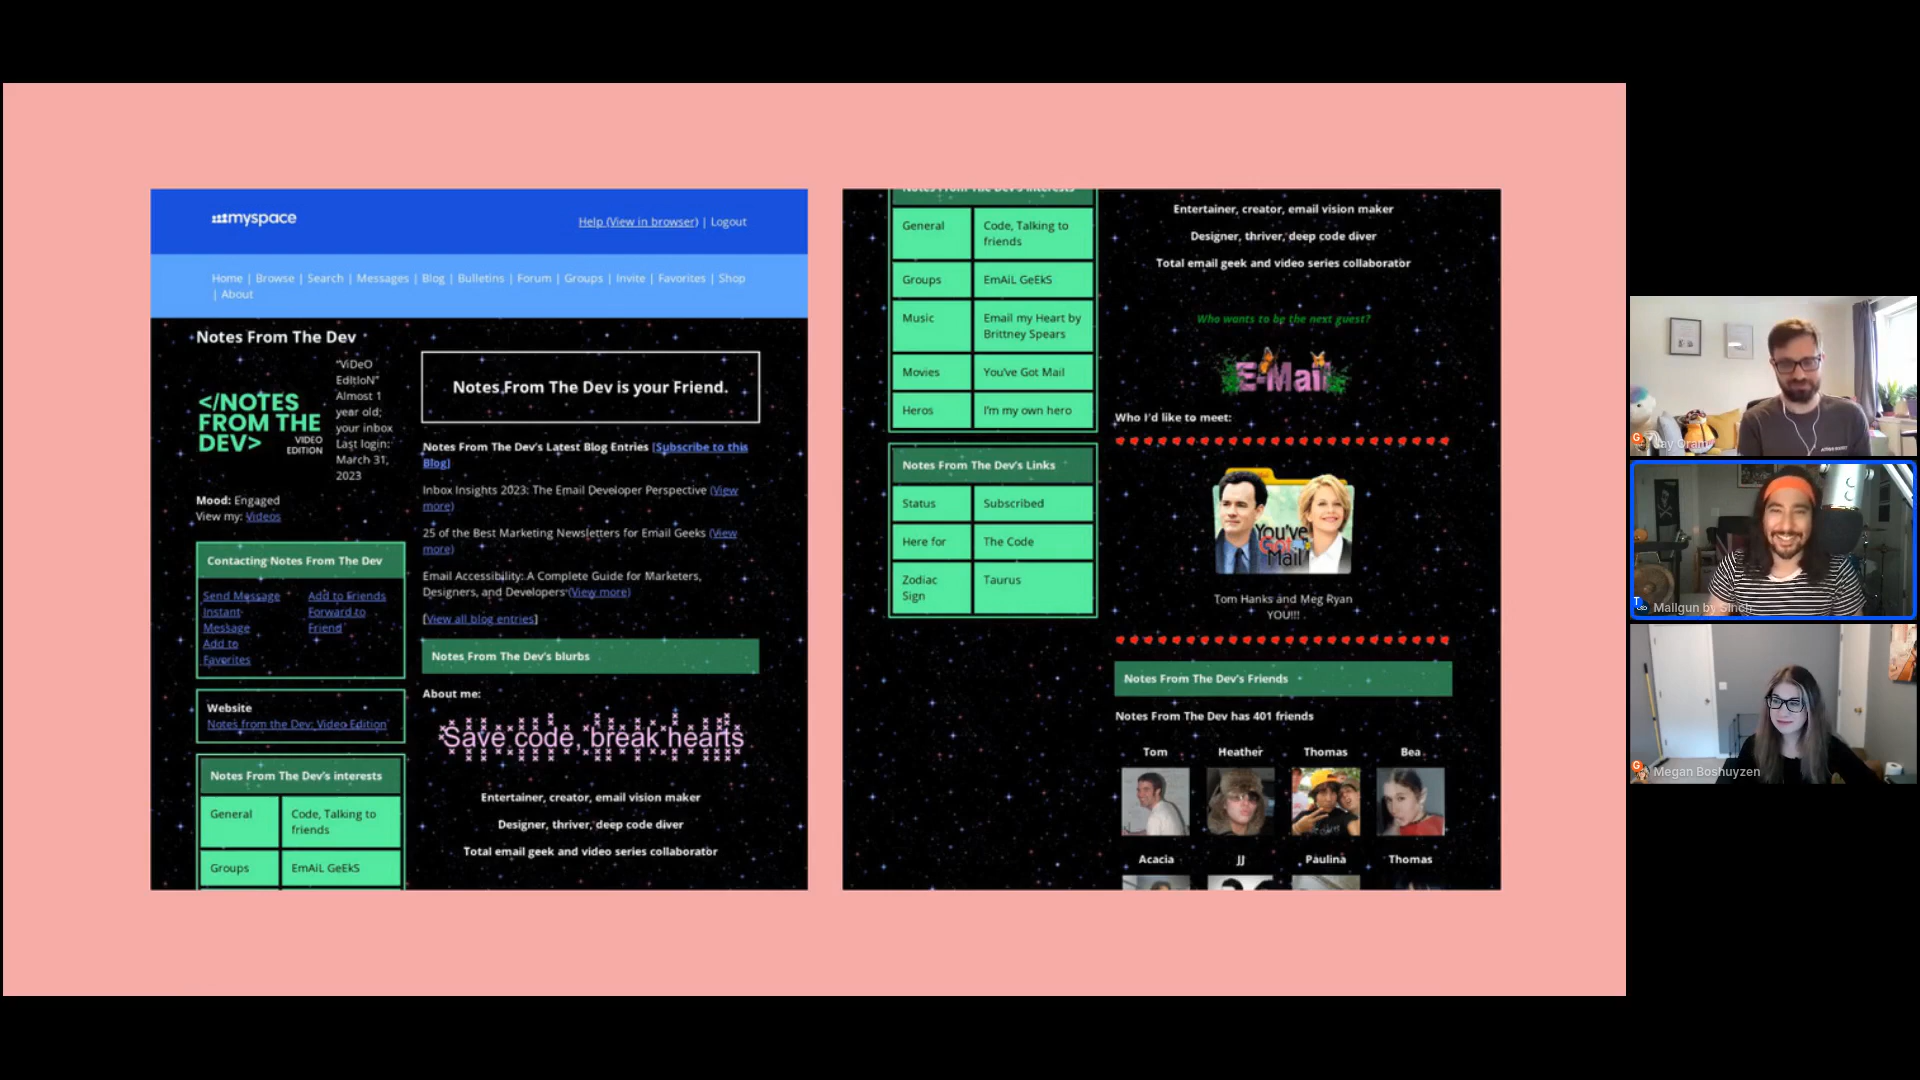 myspace
Help (View in browser) | Logout
Home | Browse | Search | Messages | Blog | Bulletins | Forum | Groups | Invite | Favorites | Shop
| About
Notes From The Dev
</NOTES
FROM THE
DEV>
VIDEO
EDITION
"ViDeO
EditIoN"
Almost 1
year old;
your inbox
Last login:
March 31,
2023
Mood: Engaged
View my: Videos
Contacting Notes From The Dev
Send Message
Instant
Message
Add to
Favorites
Add to Friends
Forward to
Friend
Website
Notes from the Dev: Video Edition
Notes From The Dev's interests
General
Code, Talking to
friends
Groups
EmAiL GeEkS
Notes From The Dev is your Friend.
Notes From The Dev's Latest Blog Entries [Subscribe to this
Blog]
Inbox Insights 2023: The Email Developer Perspective (View
more)
25 of the Best Marketing Newsletters for Email Geeks (View
more)
Email Accessibility: A Complete Guide for Marketers,
Designers, and Developers (View more)
[View all blog entries]
Notes From The Dev's blurbs
About me:
Save code, break hearts
Entertainer, creator, email vision maker
Designer, thriver, deep code diver
Total email geek and video series collaborator
Notes From The Dev's interests
General
Code, Talking to
friends
Groups
EmAiL GeEkS
Music
Email my Heart by
Brittney Spears
Movies
You've Got Mail
Heros
I'm my own hero
Notes From The Dev's Links
Status
Subscribed
Here for
The Code
Zodiac
Sign
Taurus
Entertainer, creator, email vision maker
Designer, thriver, deep code diver
Total email geek and video series collaborator
Who wants to be the next guest?
E-Mail
Who I'd like to meet:
You've
Got
Mail
Tom Hanks and Meg Ryan
YOU!!!
Notes From The Dev's Friends
Notes From The Dev has 401 friends
Tom
Heather
Thomas
Bea
Acacia
JJ
Paulina
Thomas
Jay Oram
Mailgun by Sinch
Megan Boshuyzen